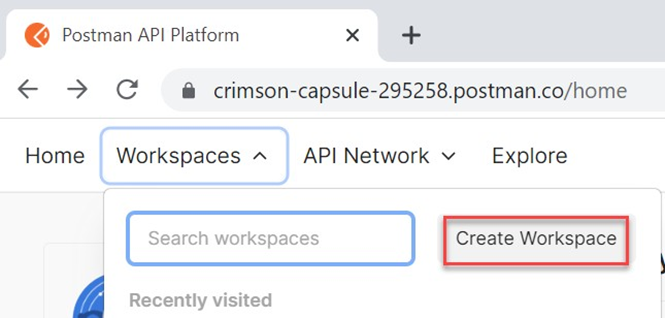 Postman API Platform
crimson-capsule-295258.postman.co/home
Home Workspaces API Network Explore
Search workspaces Create Workspace
Recently visited